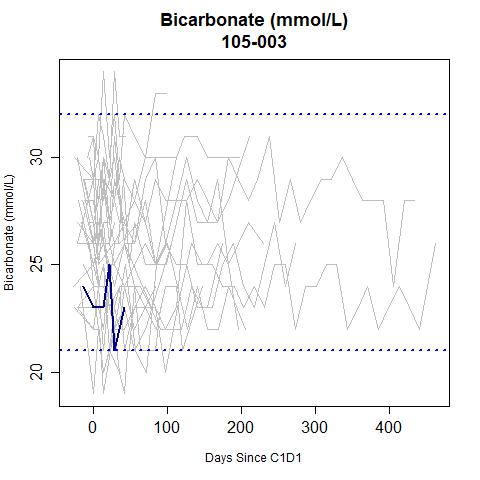 Bicarbonate (mmol/L)
105-003
Bicarbonate (mmol/L)
30
25
20
0 100 200 300 400
Days Since C1D1